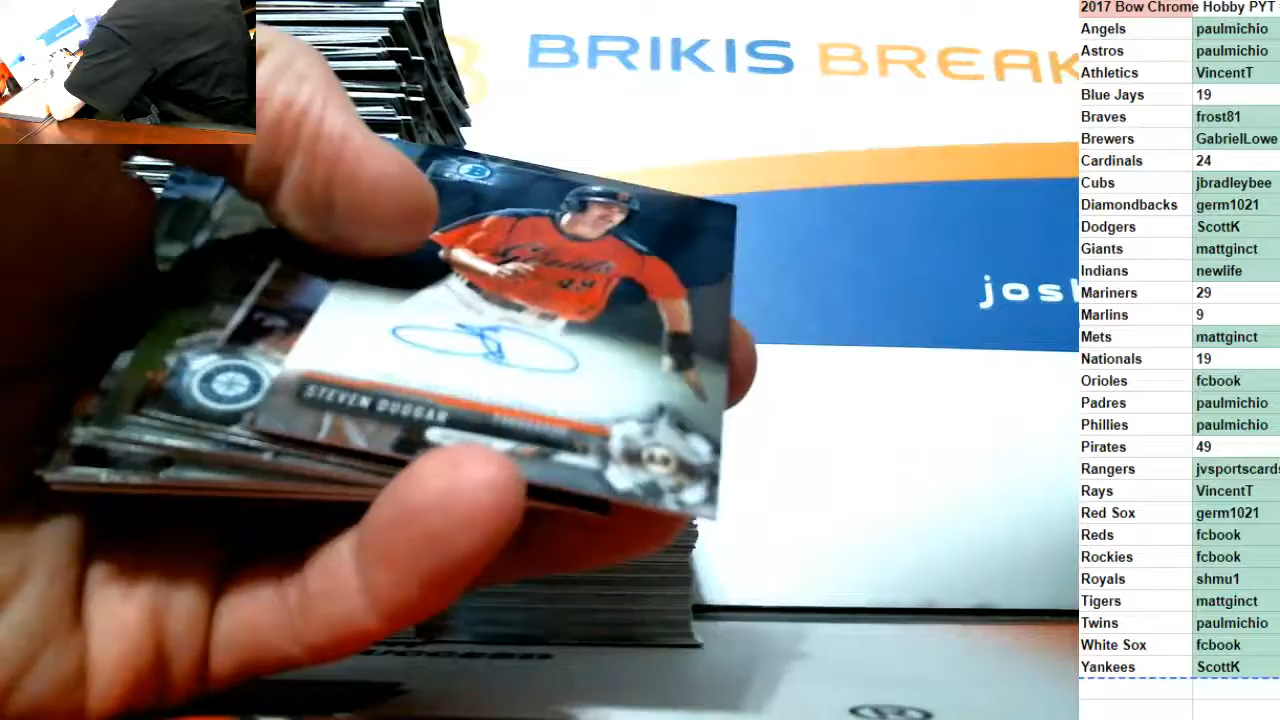 BRIKIS BREAK
josh
Giants
49
STEVEN DUGGAR
2017 Bow Chrome Hobby PYT
Angels paulmichio
Astros paulmichio
Athletics VincentT
Blue Jays 19
Braves frost81
Brewers GabrielLowe
Cardinals 24
Cubs jbradleybee
Diamondbacks germ1021
Dodgers ScottK
Giants mattginct
Indians newlife
Mariners 29
Marlins 9
Mets mattginct
Nationals 19
Orioles fcbook
Padres paulmichio
Phillies paulmichio
Pirates 49
Rangers jvsportscards
Rays VincentT
Red Sox germ1021
Reds fcbook
Rockies fcbook
Royals shmu1
Tigers mattginct
Twins paulmichio
White Sox fcbook
Yankees ScottK